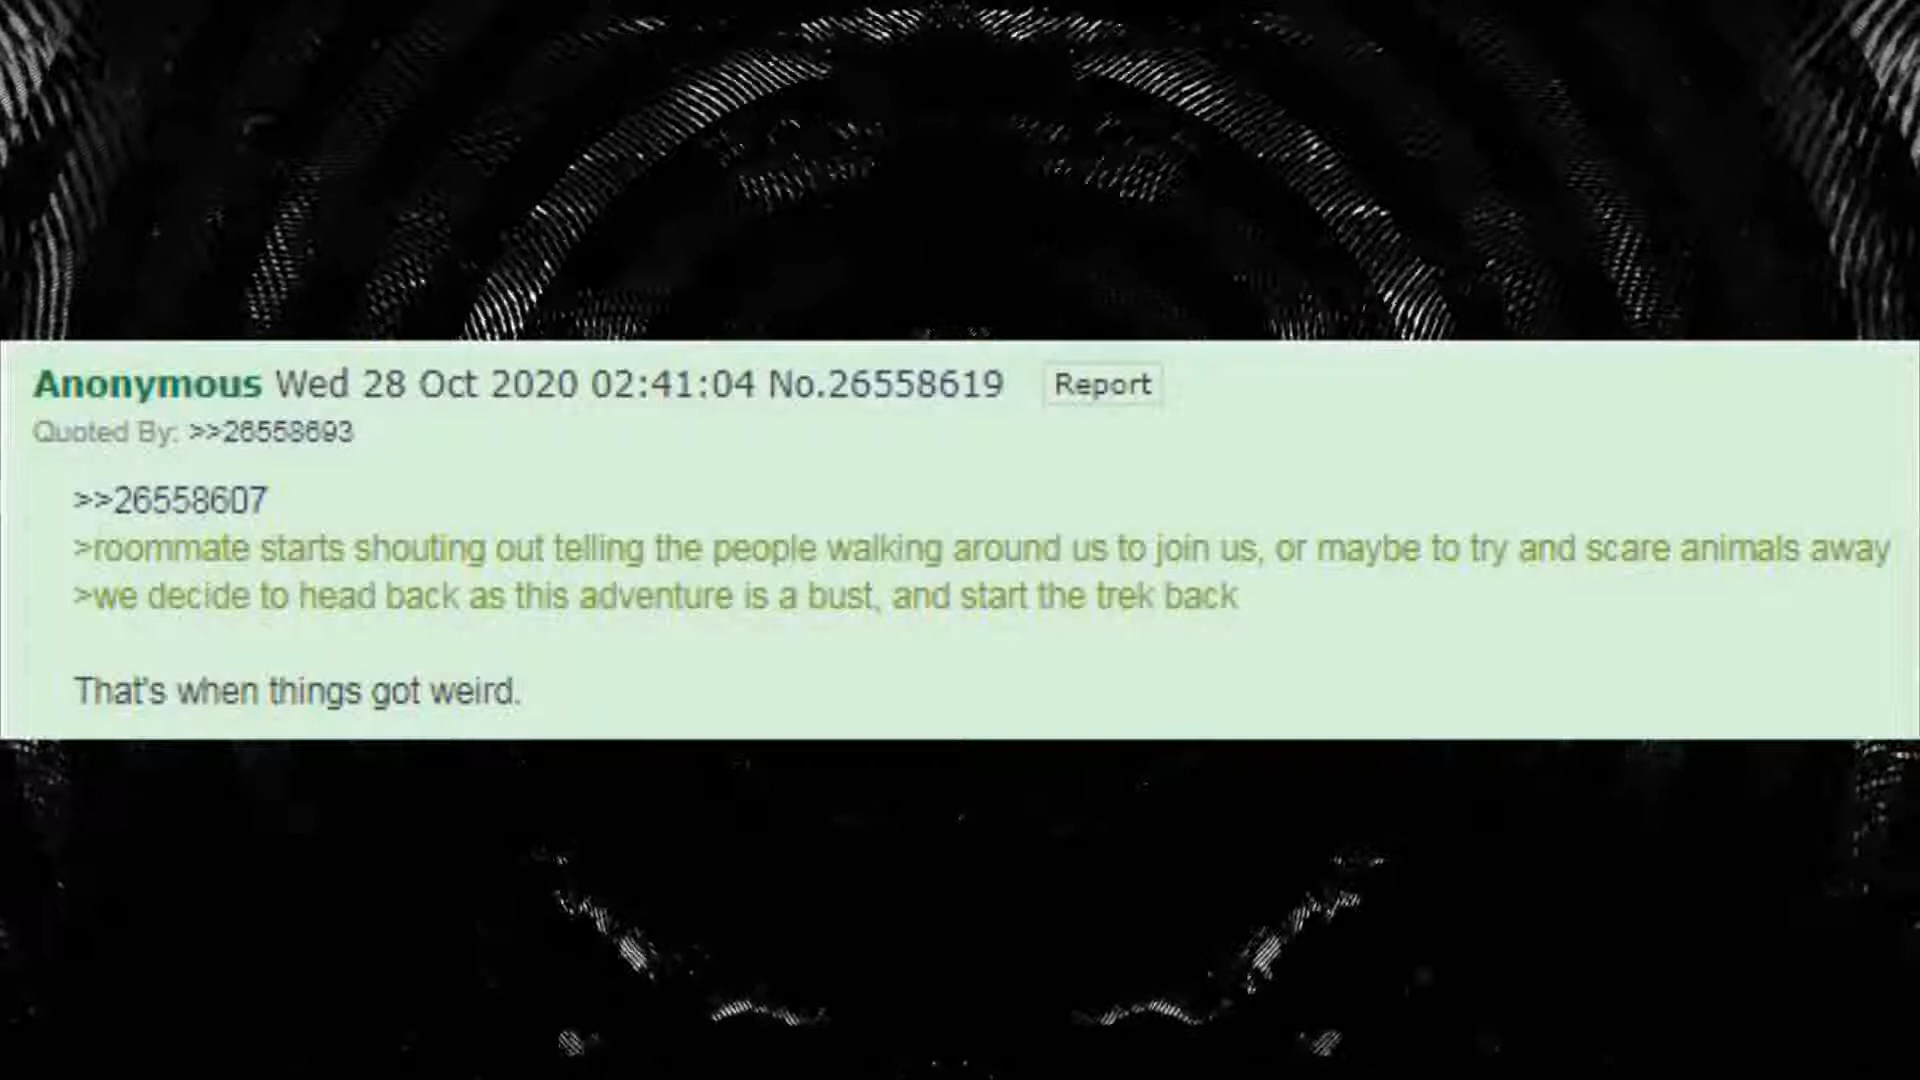 Anonymous Wed 28 Oct 2020 02:41:04 No.26558619 Report
Quoted By: >>26558693
>>26558607
>roommate starts shouting out telling the people walking around us to join us, or maybe to try and scare animals away
>we decide to head back as this adventure is a bust, and start the trek back
That's when things got weird.